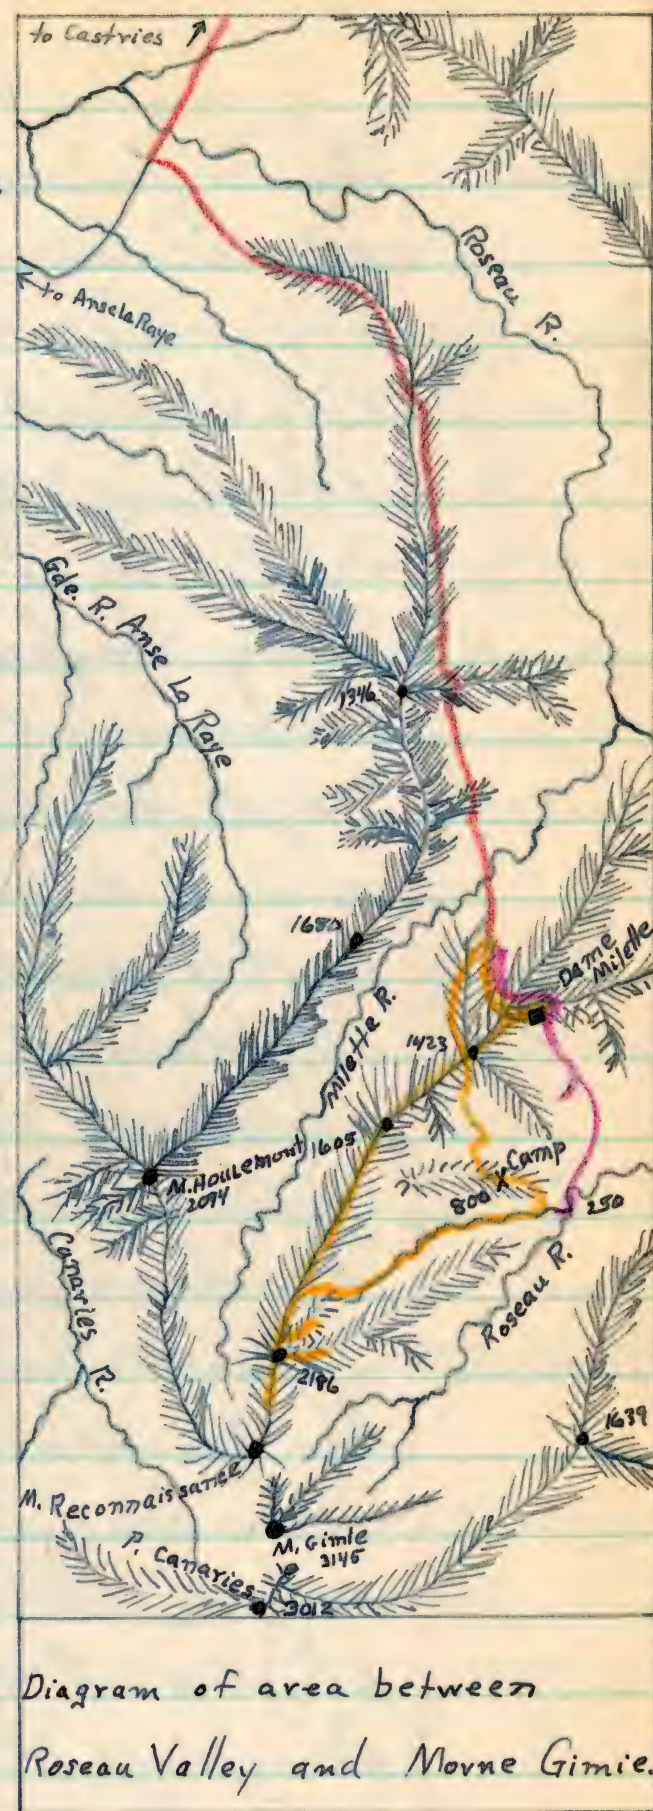 to Castries
Roseau R.
to Anse la Raye
Gde. R. Anse La Raye
1346
1680
Dame
Milette
Milette R.
1423
1605
Camp
800 X
250
M. Houlemont
2094
Canaries R.
Roseau R.
2186
1639
M. Reconnaissance
M. Gimie
3145
P. Canaries
3012
Diagram of area between
Roseau Valley and Morne Gimie.